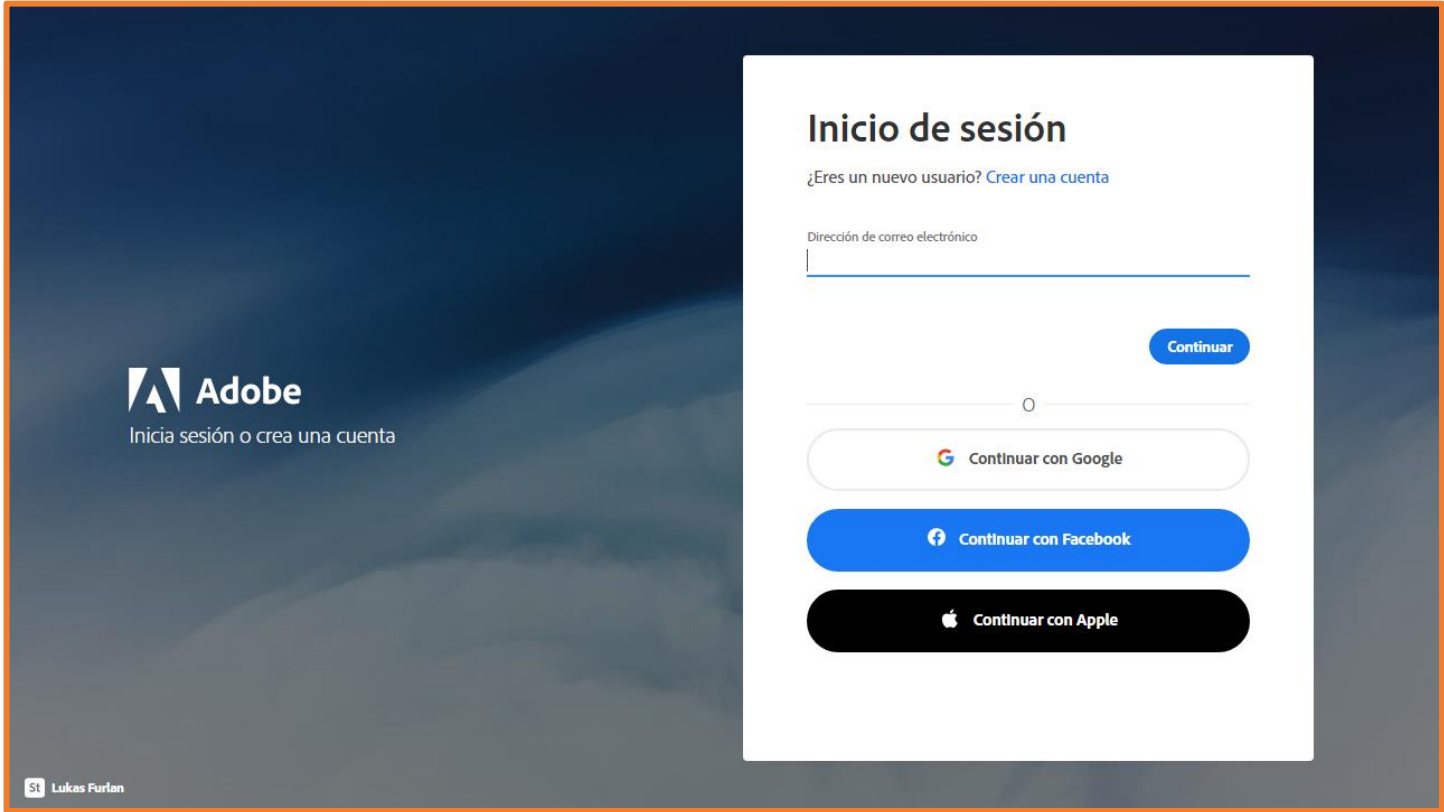 Adobe
Inicia sesión o crea una cuenta
St Lukas Furlan
Inicio de sesión
¿Eres un nuevo usuario? Crear una cuenta
Dirección de correo electrónico
Continuar
O
Continuar con Google
Continuar con Facebook
Continuar con Apple